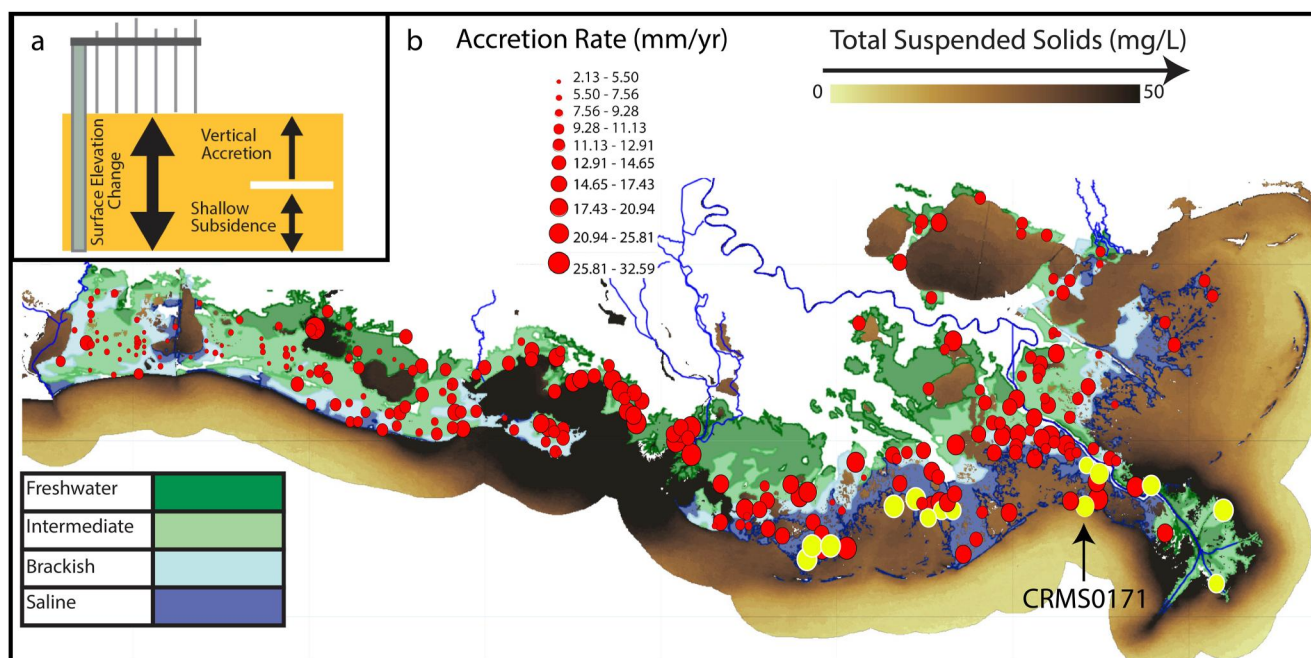 a
Surface Elevation
Change
Vertical
Accretion
Shallow
Subsidence
b
Accretion Rate (mm/yr)
2.13 - 5.50
5.50 - 7.56
7.56 - 9.28
9.28 - 11.13
11.13 - 12.91
12.91 - 14.65
14.65 - 17.43
17.43 - 20.94
20.94 - 25.81
25.81 - 32.59
Total Suspended Solids (mg/L)
0
50
Freshwater
Intermediate
Brackish
Saline
CRMS0171